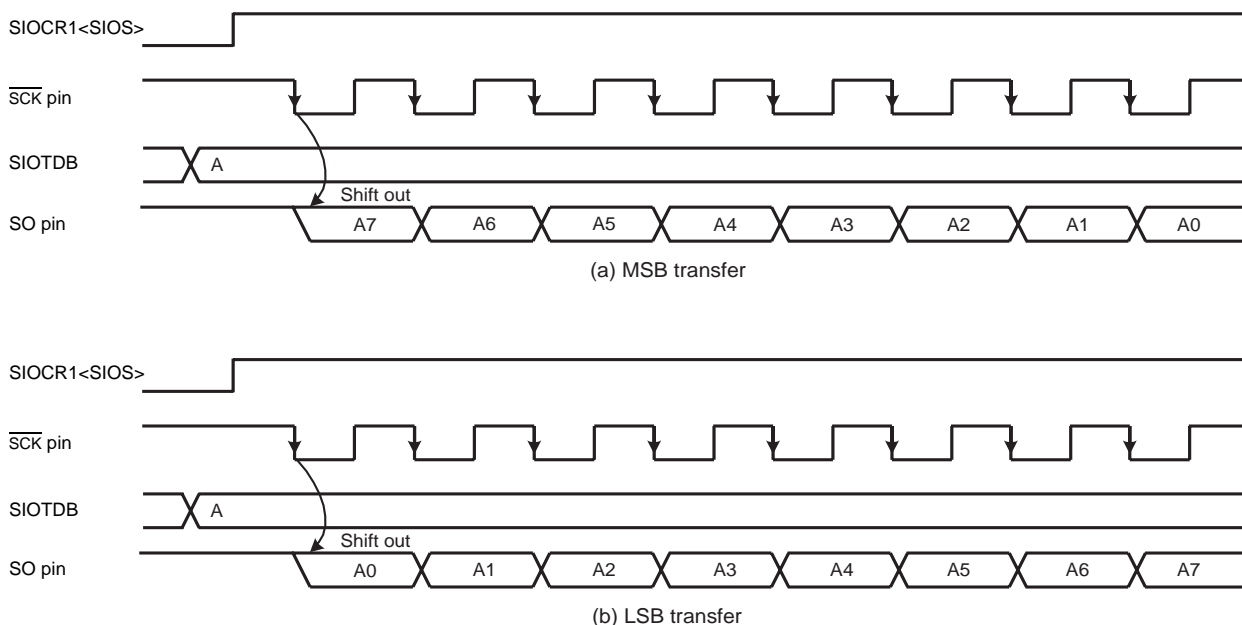 SIOCR1<SIOS>
SCK pin
SIOTDB
A
Shift out
SO pin
A7 A6 A5 A4 A3 A2 A1 A0
(a) MSB transfer
SIOCR1<SIOS>
SCK pin
SIOTDB
A
Shift out
SO pin
A0 A1 A2 A3 A4 A5 A6 A7
(b) LSB transfer